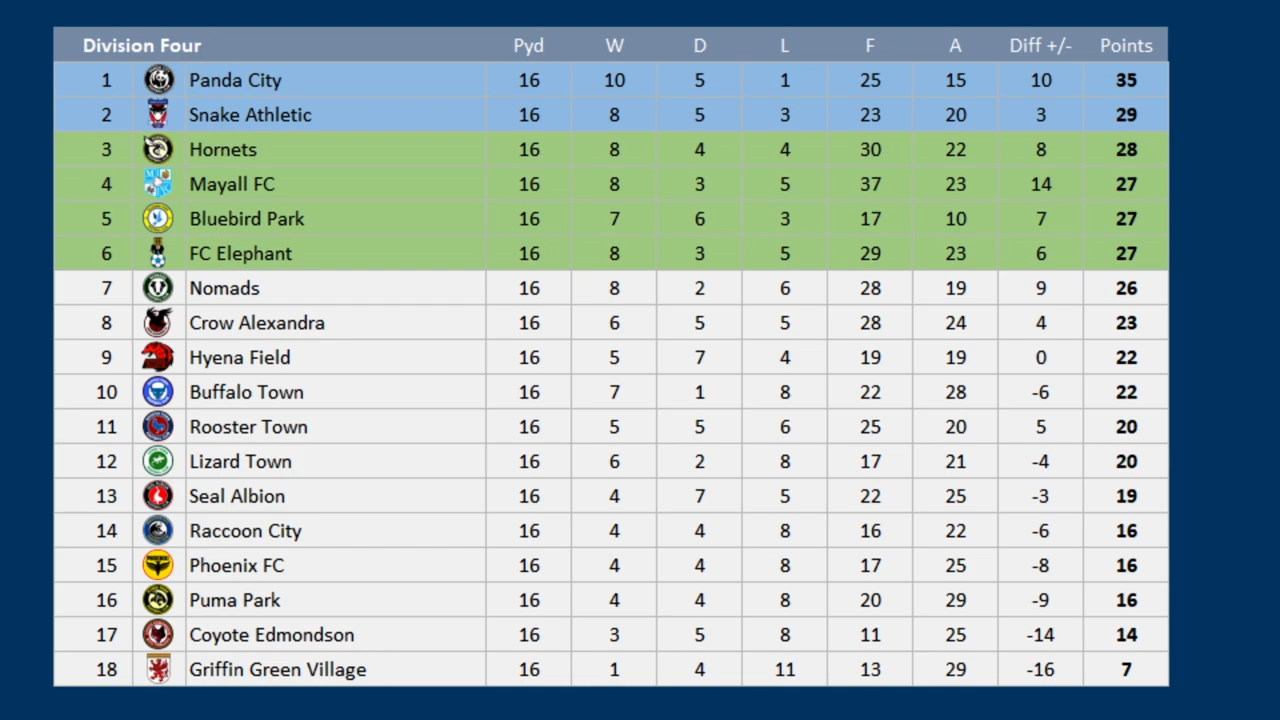 Division Four Pyd W D L F A Diff +/- Points
1 Panda City 16 10 5 1 25 15 10 35
2 Snake Athletic 16 8 5 3 23 20 3 29
3 Hornets 16 8 4 4 30 22 8 28
4 Mayall FC 16 8 3 5 37 23 14 27
5 Bluebird Park 16 7 6 3 17 10 7 27
6 FC Elephant 16 8 3 5 29 23 6 27
7 Nomads 16 8 2 6 28 19 9 26
8 Crow Alexandra 16 6 5 5 28 24 4 23
9 Hyena Field 16 5 7 4 19 19 0 22
10 Buffalo Town 16 7 1 8 22 28 -6 22
11 Rooster Town 16 5 5 6 25 20 5 20
12 Lizard Town 16 6 2 8 17 21 -4 20
13 Seal Albion 16 4 7 5 22 25 -3 19
14 Raccoon City 16 4 4 8 16 22 -6 16
15 Phoenix FC 16 4 4 8 17 25 -8 16
16 Puma Park 16 4 4 8 20 29 -9 16
17 Coyote Edmondson 16 3 5 8 11 25 -14 14
18 Griffin Green Village 16 1 4 11 13 29 -16 7